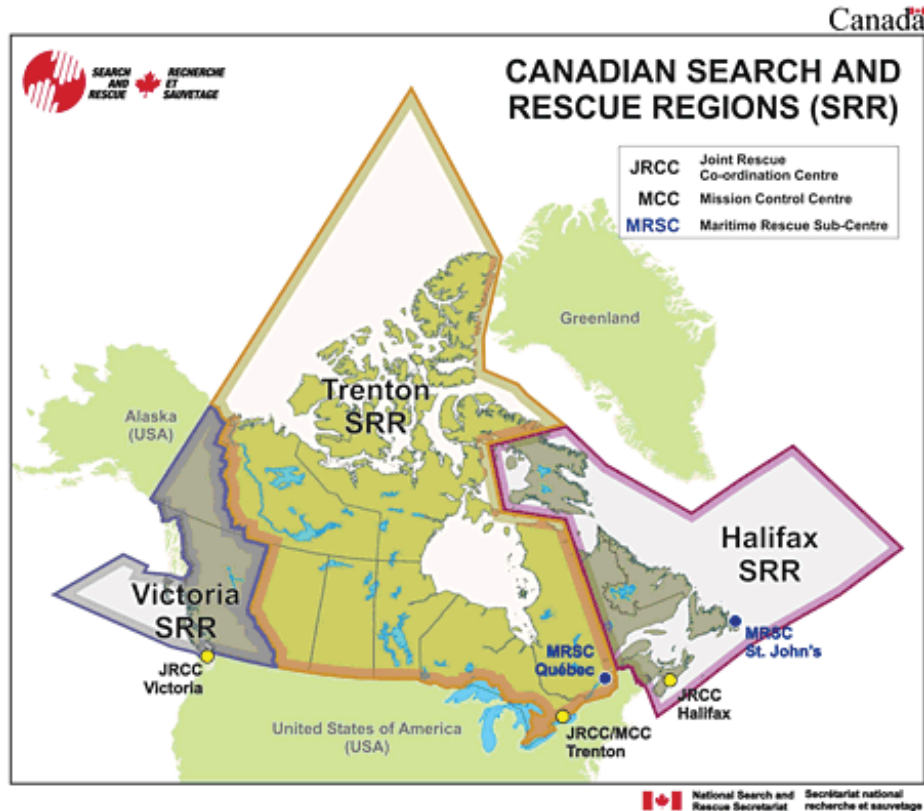 Canada
SEARCH
AND
RESCUE
RECHERCHE
ET
SAUVETAGE
CANADIAN SEARCH AND
RESCUE REGIONS (SRR)
JRCC Joint Rescue
Co-ordination Centre
MCC Mission Control Centre
MRSC Maritime Rescue Sub-Centre
Greenland
Trenton
SRR
Alaska
(USA)
Halifax
SRR
Victoria
SRR
MRSC
St. John's
MRSC
Québec
JRCC
Victoria
JRCC
Halifax
United States of America
(USA)
JRCC/MCC
Trenton
National Search and
Rescue Secretariat
Secrétariat national
recherche et sauvetage